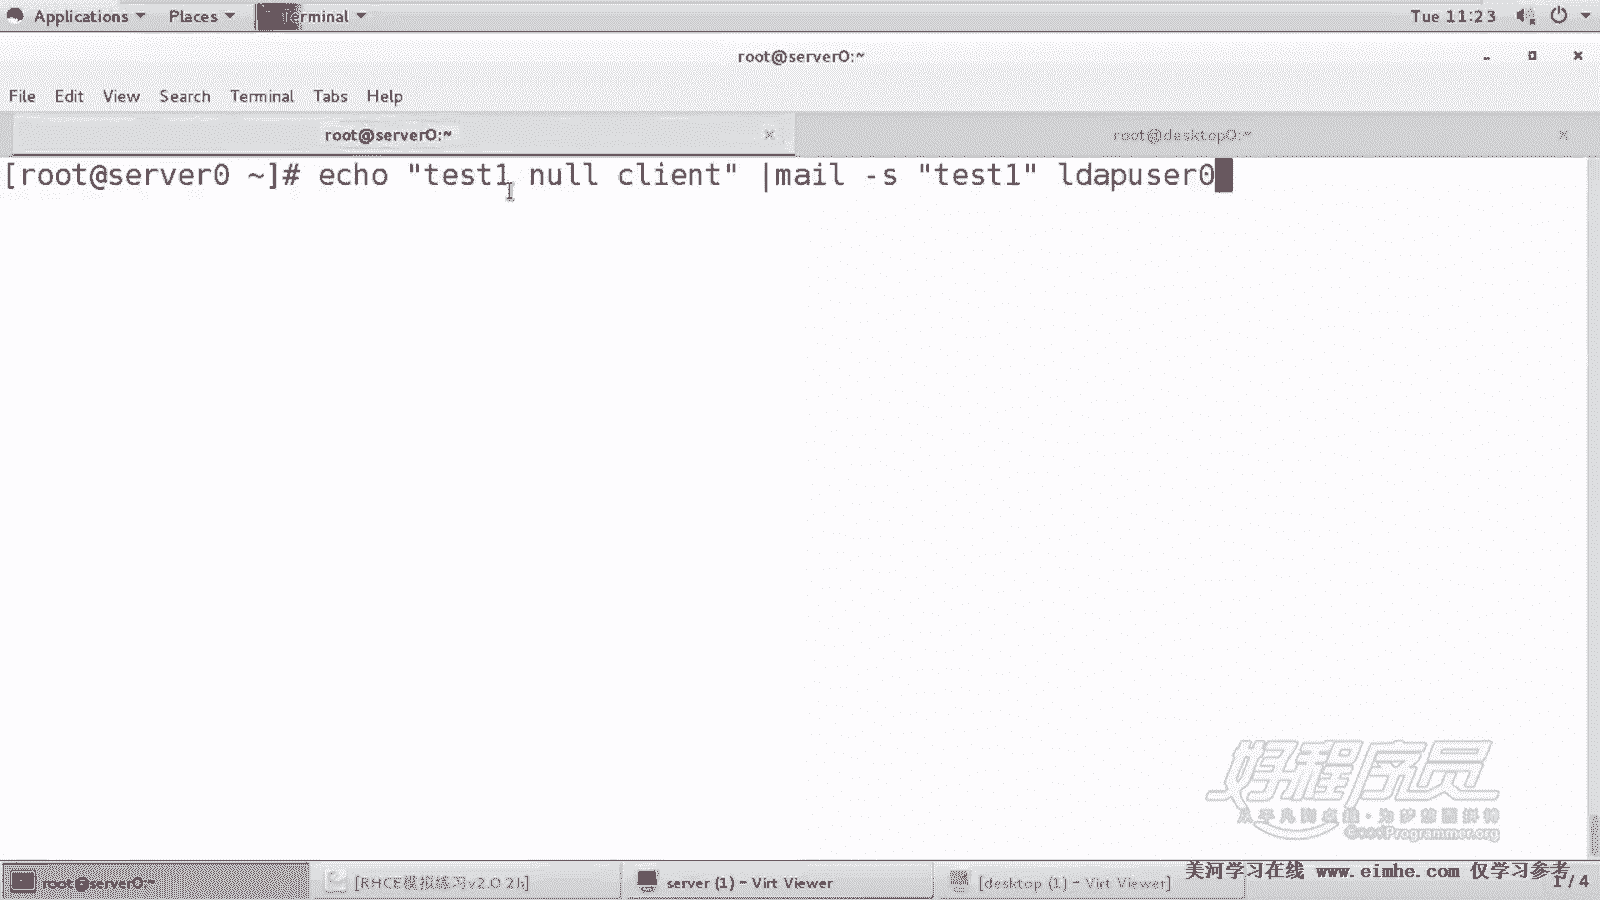 Applications Places Terminal Tue 11:23
root@server0:~
File Edit View Search Terminal Tabs Help
root@server0:~ root@desktop0:~
[root@server0 ~]# echo "test1 null client" |mail -s "test1" ldapuser0
好程序员
GoodProgrammer.org
美河学习在线 www.eimhe.com 仅学习参考
root@server0:~ [RHCE模拟练习v2.0 2h] server (1) - Virt Viewer [desktop (1) - Virt Viewer] 1 / 4